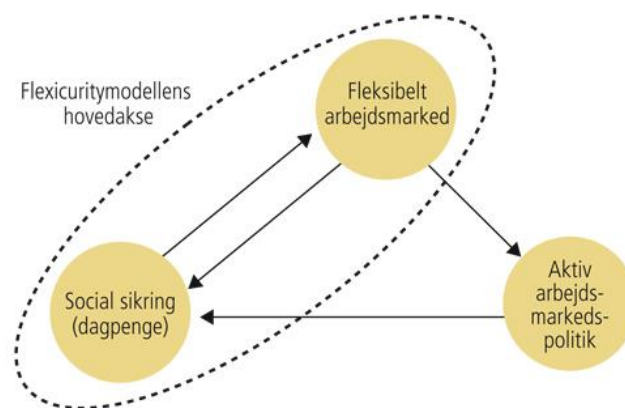 Flexicuritymodellens
hovedakse
Fleksibelt
arbejdsmarked
Social sikring
(dagpenge)
Aktiv
arbejds-
markeds-
politik